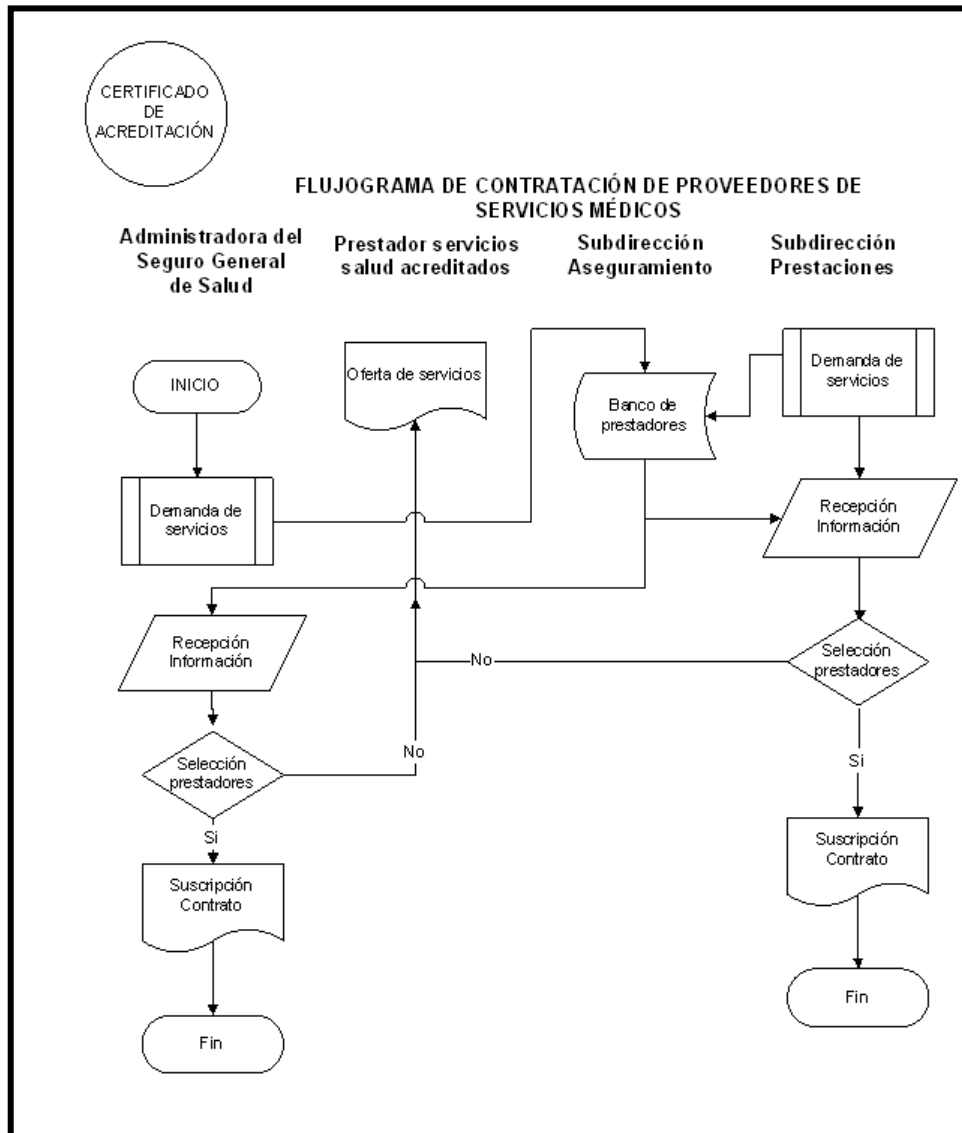 CERTIFICADO
DE
ACREDITACIÓN
FLUJOGRAMA DE CONTRATACIÓN DE PROVEEDORES DE
SERVICIOS MÉDICOS
Administradora del
Seguro General
de Salud
Prestador servicios
salud acreditados
Subdirección
Aseguramiento
Subdirección
Prestaciones
INICIO
Oferta de servicios
Banco de
prestadores
Demanda de
servicios
Demanda de
servicios
Recepción
Información
Recepción
Información
No
Selección
prestadores
Selección
prestadores
No
Si
Si
Suscripción
Contrato
Suscripción
Contrato
Fin
Fin